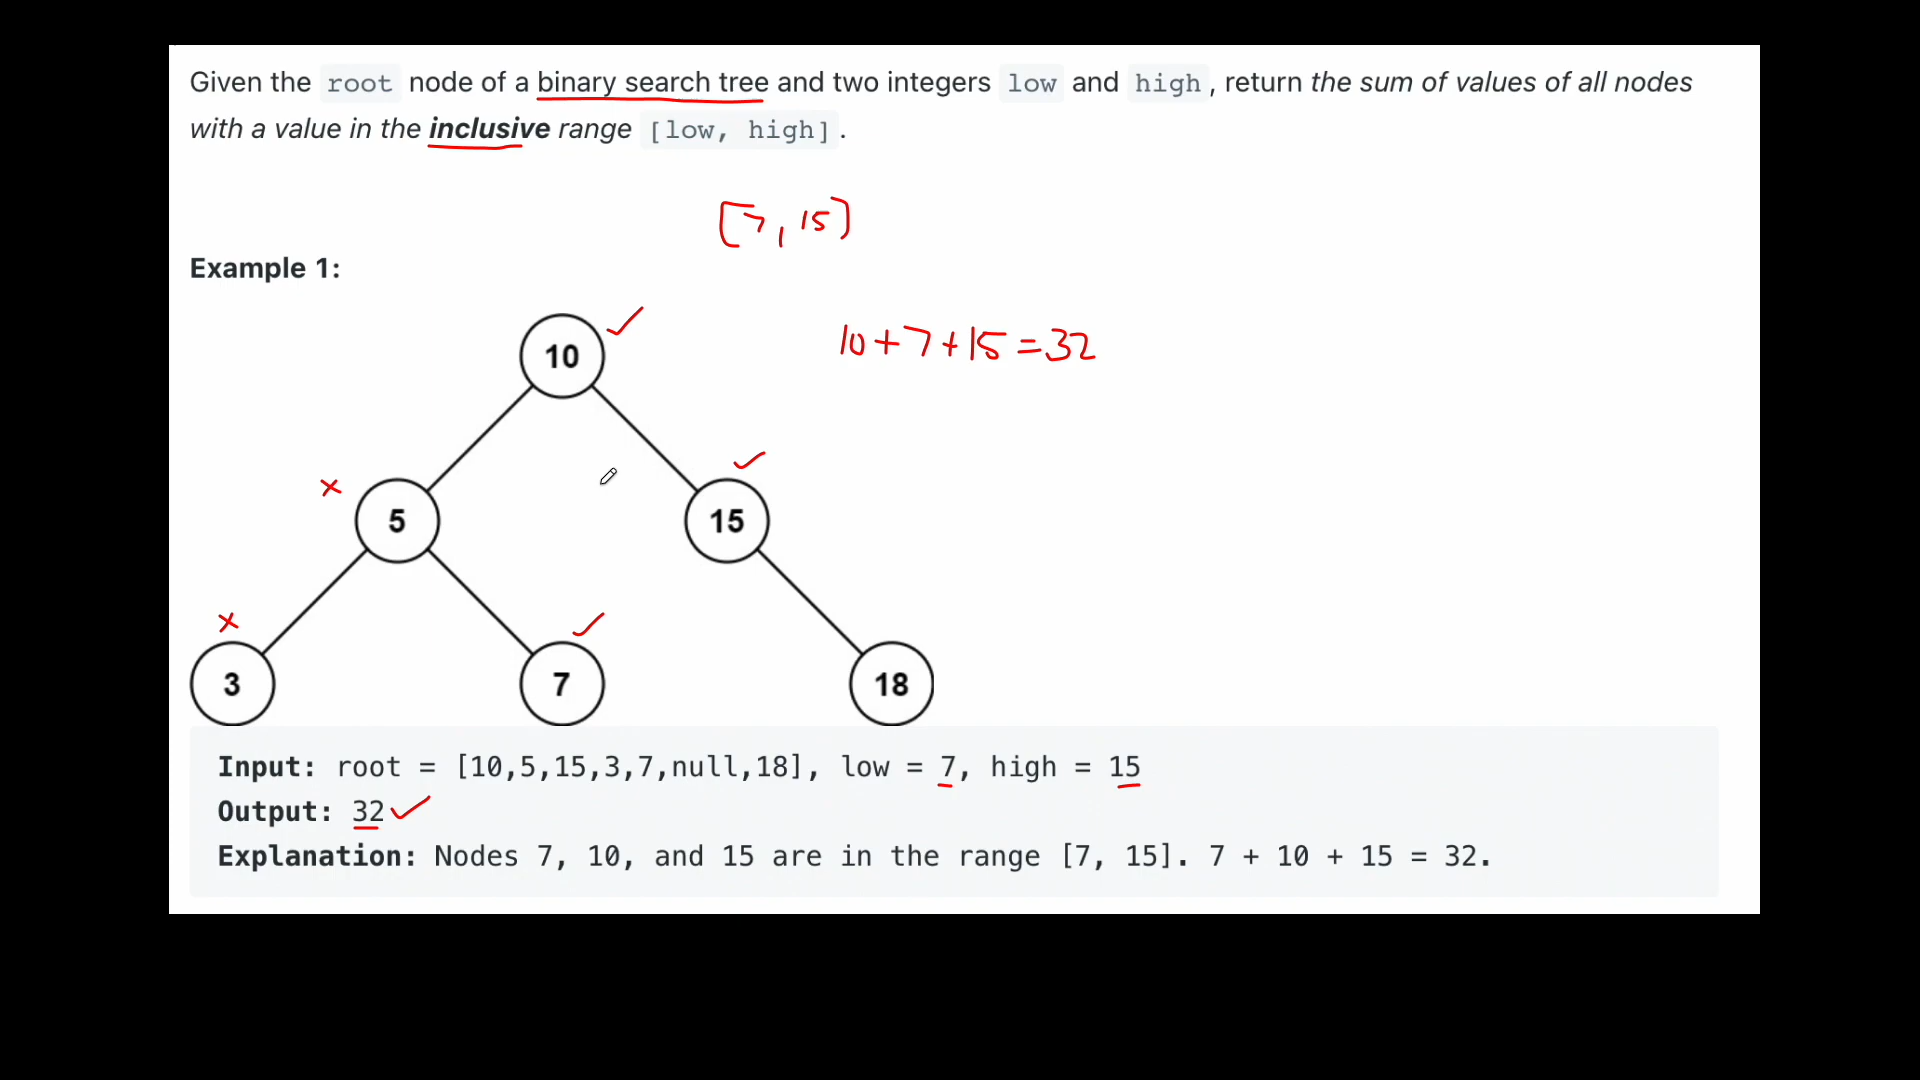 Given the root node of a binary search tree and two integers low and high, return the sum of values of all nodes
with a value in the inclusive range [low, high].
[7, 15]
Example 1:
10
10+7+15=32
5
15
3
7
18
Input: root = [10,5,15,3,7,null,18], low = 7, high = 15
Output: 32
Explanation: Nodes 7, 10, and 15 are in the range [7, 15]. 7 + 10 + 15 = 32.